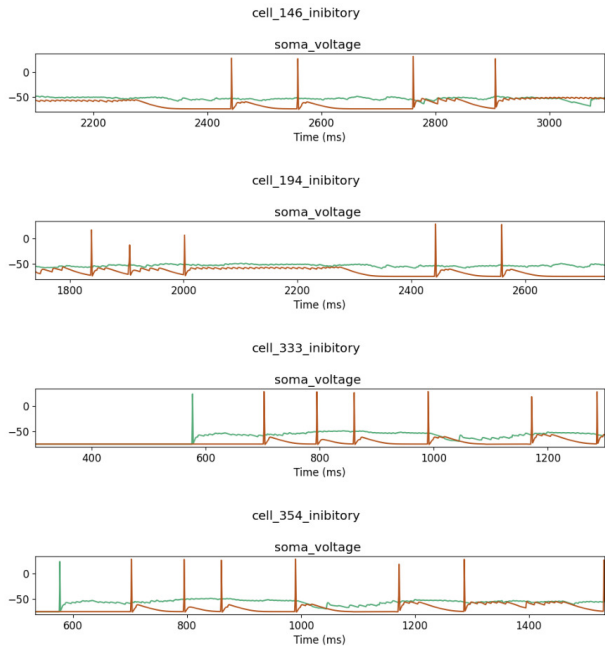 cell_146_inibitory
soma_voltage
0
−50
2200 2400 2600 2800 3000
Time (ms)
cell_194_inibitory
soma_voltage
0
−50
1800 2000 2200 2400 2600
Time (ms)
cell_333_inibitory
soma_voltage
0
−50
400 600 800 1000 1200
Time (ms)
cell_354_inibitory
soma_voltage
0
−50
600 800 1000 1200 1400
Time (ms)